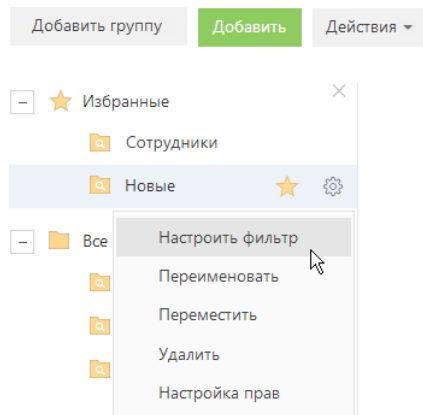 Добавить группу Добавить Действия
Избранные
Сотрудники
Новые
Все
Настроить фильтр
Переименовать
Переместить
Удалить
Настройка прав